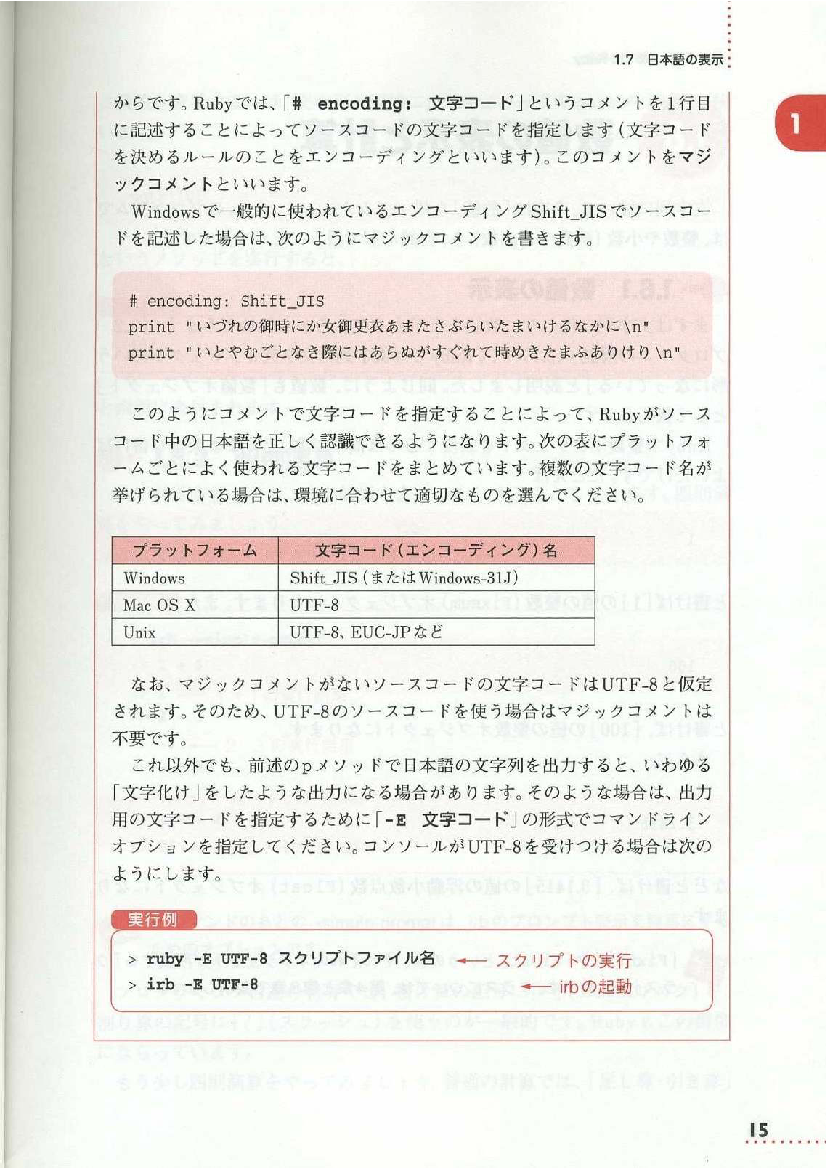 1.7 日本語の表示
1
からです。Rubyでは、「# encoding: 文字コード」というコメントを1行目
に記述することによってソースコードの文字コードを指定します(文字コード
を決めるルールのことをエンコーディングといいます)。このコメントをマジ
ックコメントといいます。
Windowsで一般的に使われているエンコーディングShift_JISでソースコー
ドを記述した場合は、次のようにマジックコメントを書きます。
# encoding: Shift_JIS
print "いづれの御時にか女御更衣あまたさぶらいたまいけるなかに\n"
print "いとやむごとなき際にはあらぬがすぐれて時めきたまふありけり\n"
このようにコメントで文字コードを指定することによって、Rubyがソース
コード中の日本語を正しく認識できるようになります。次の表にプラットフォ
ームごとによく使われる文字コードをまとめています。複数の文字コード名が
挙げられている場合は、環境に合わせて適切なものを選んでください。
プラットフォーム 文字コード(エンコーディング)名
Windows Shift_JIS(またはWindows-31J)
Mac OS X UTF-8
Unix UTF-8、EUC-JPなど
なお、マジックコメントがないソースコードの文字コードはUTF-8と仮定
されます。そのため、UTF-8のソースコードを使う場合はマジックコメントは
不要です。
これ以外でも、前述のpメソッドで日本語の文字列を出力すると、いわゆる
「文字化け」をしたような出力になる場合があります。そのような場合は、出力
用の文字コードを指定するために「-E 文字コード」の形式でコマンドライン
オプションを指定してください。コンソールがUTF-8を受けつける場合は次の
ようにします。
実行例
> ruby -E UTF-8 スクリプトファイル名 ← スクリプトの実行
> irb -E UTF-8 ← irbの起動
15